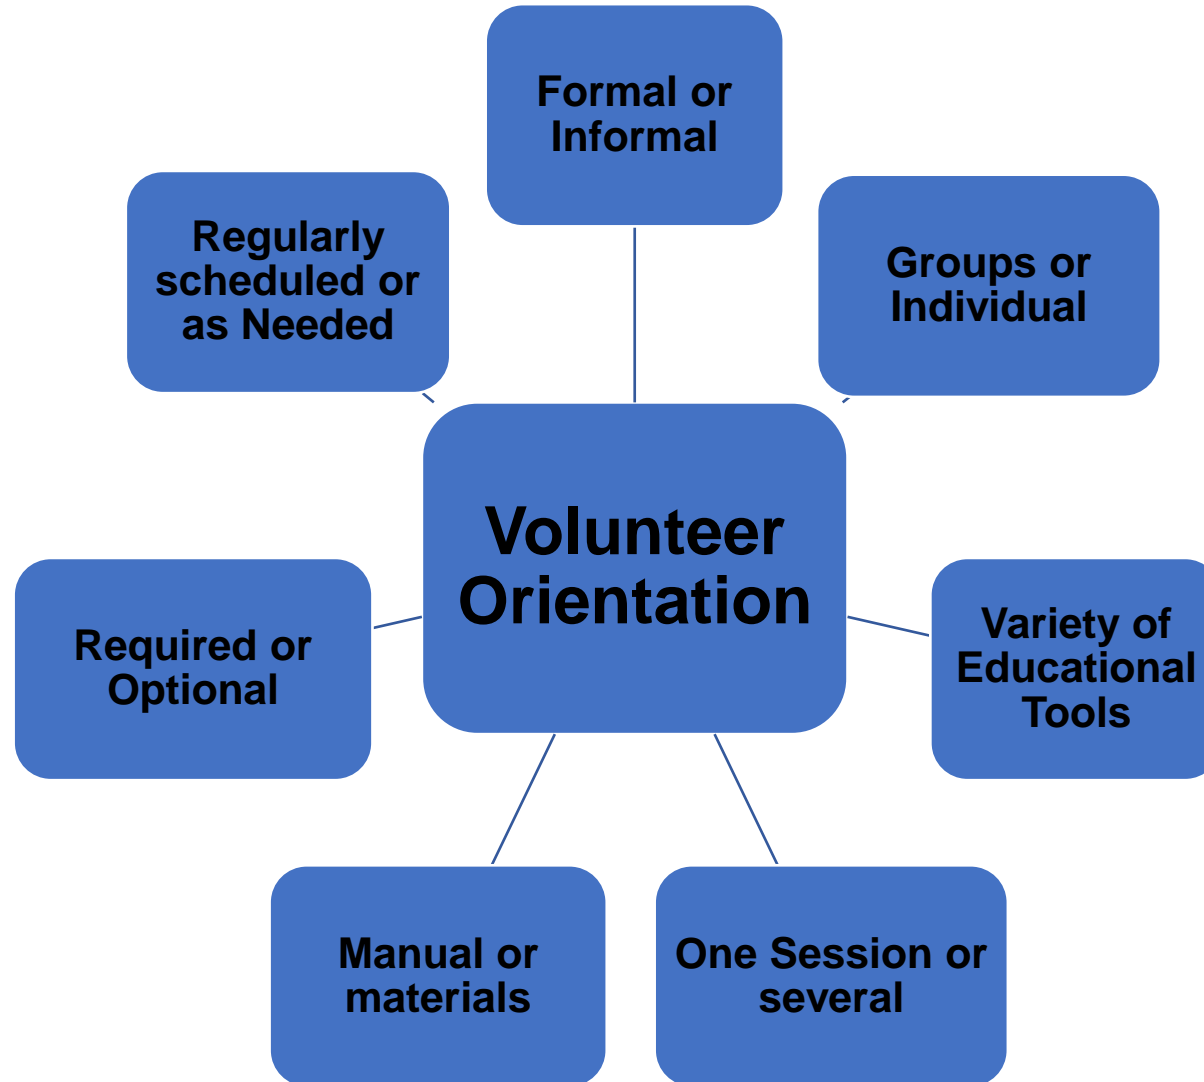 Formal or
Informal
Regularly
scheduled or
as Needed
Groups or
Individual
Volunteer
Orientation
Required or
Optional
Variety of
Educational
Tools
Manual or
materials
One Session or
several